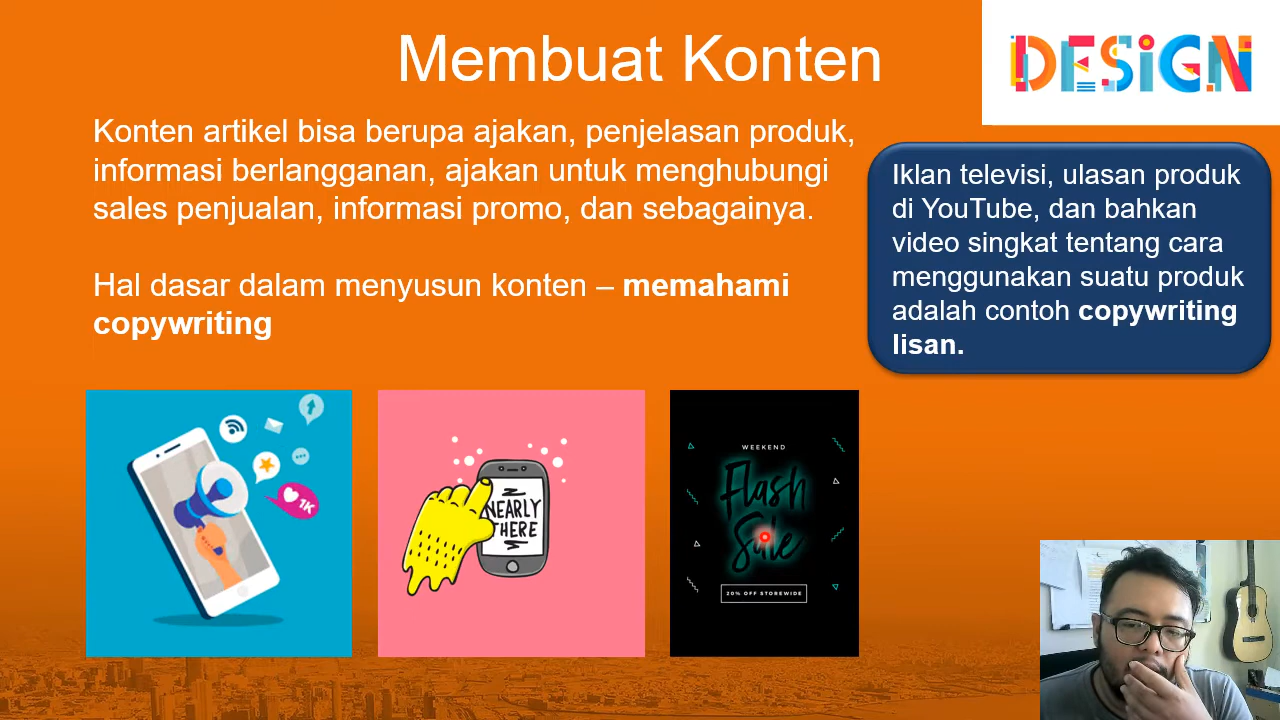 Membuat Konten
DESIGN
Konten artikel bisa berupa ajakan, penjelasan produk,
informasi berlangganan, ajakan untuk menghubungi
sales penjualan, informasi promo, dan sebagainya.
Hal dasar dalam menyusun konten – memahami
copywriting
Iklan televisi, ulasan produk
di YouTube, dan bahkan
video singkat tentang cara
menggunakan suatu produk
adalah contoh copywriting
lisan.
1K
NEARLY
THERE
WEEKEND
Flash
Sale
20% OFF STOREWIDE